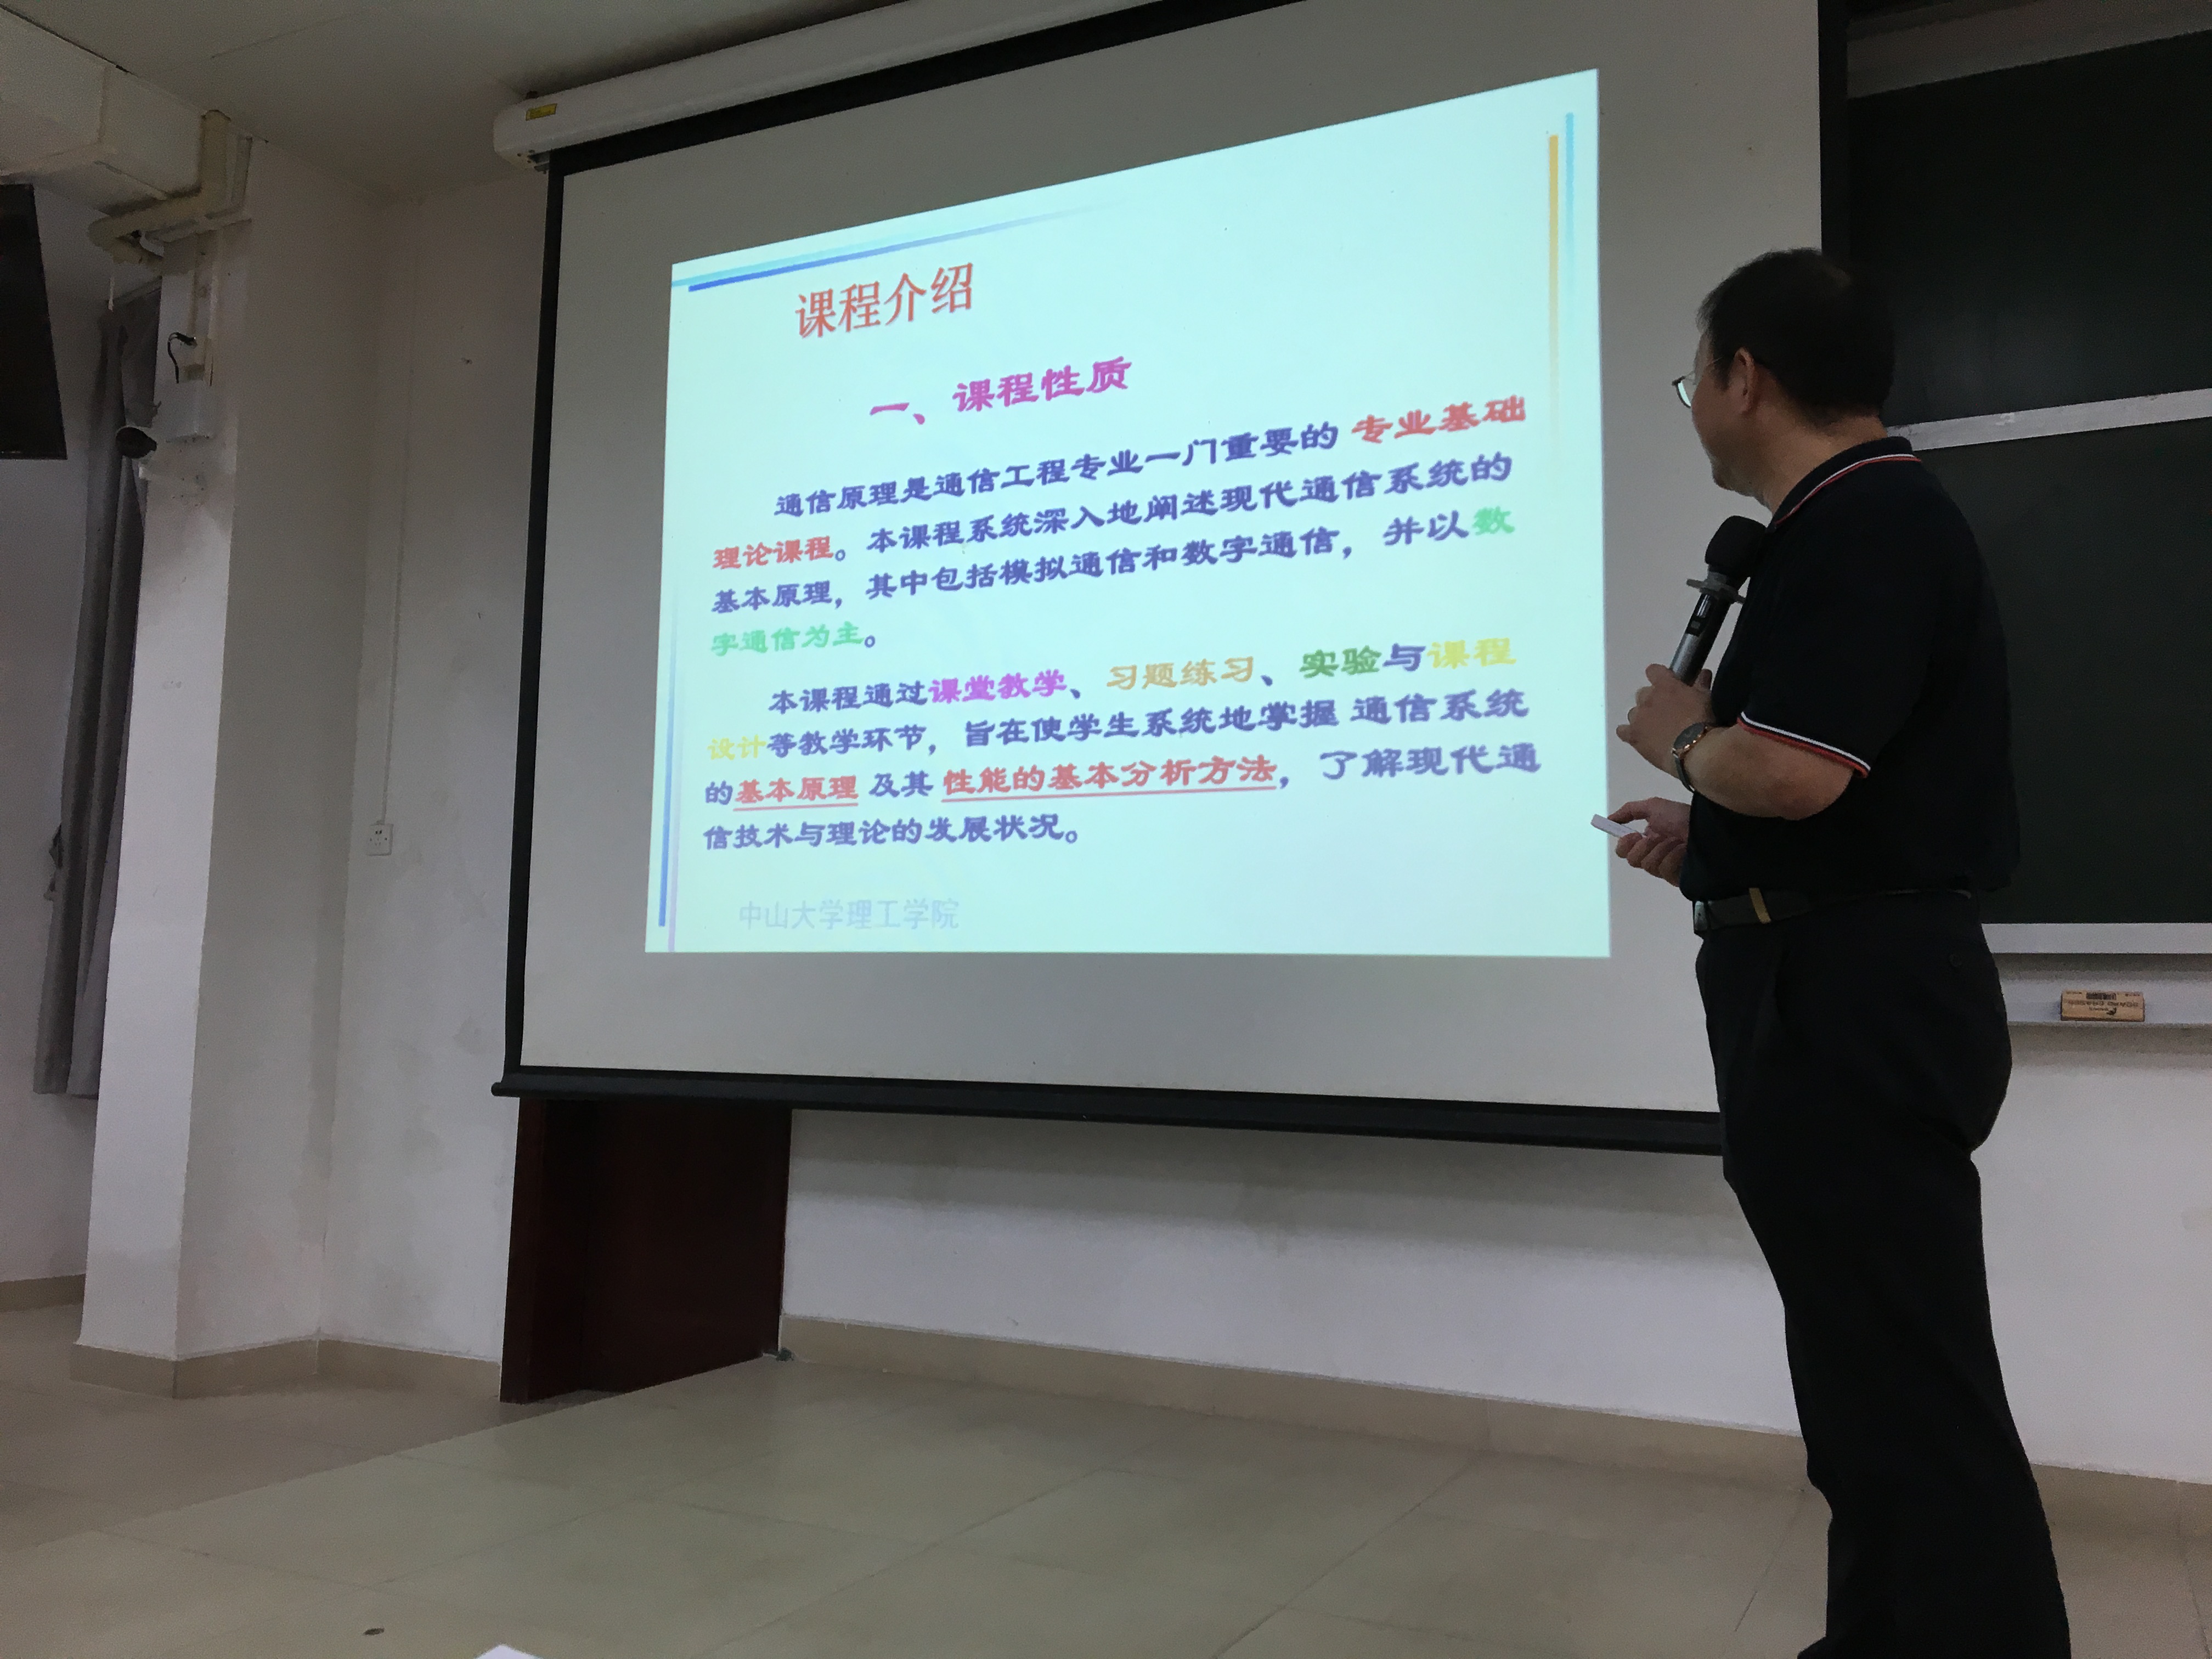 课程介绍
一、课程性质
通信原理是通信工程专业一门重要的 专业基础
理论课程。本课程系统深入地阐述现代通信系统的
基本原理，其中包括模拟通信和数字通信，并以数
字通信为主。
本课程通过课堂教学、习题练习、实验与课程
设计等教学环节，旨在使学生系统地掌握 通信系统
的基本原理 及其 性能的基本分析方法，了解现代通
信技术与理论的发展状况。
中山大学理工学院
BOARD ERASER